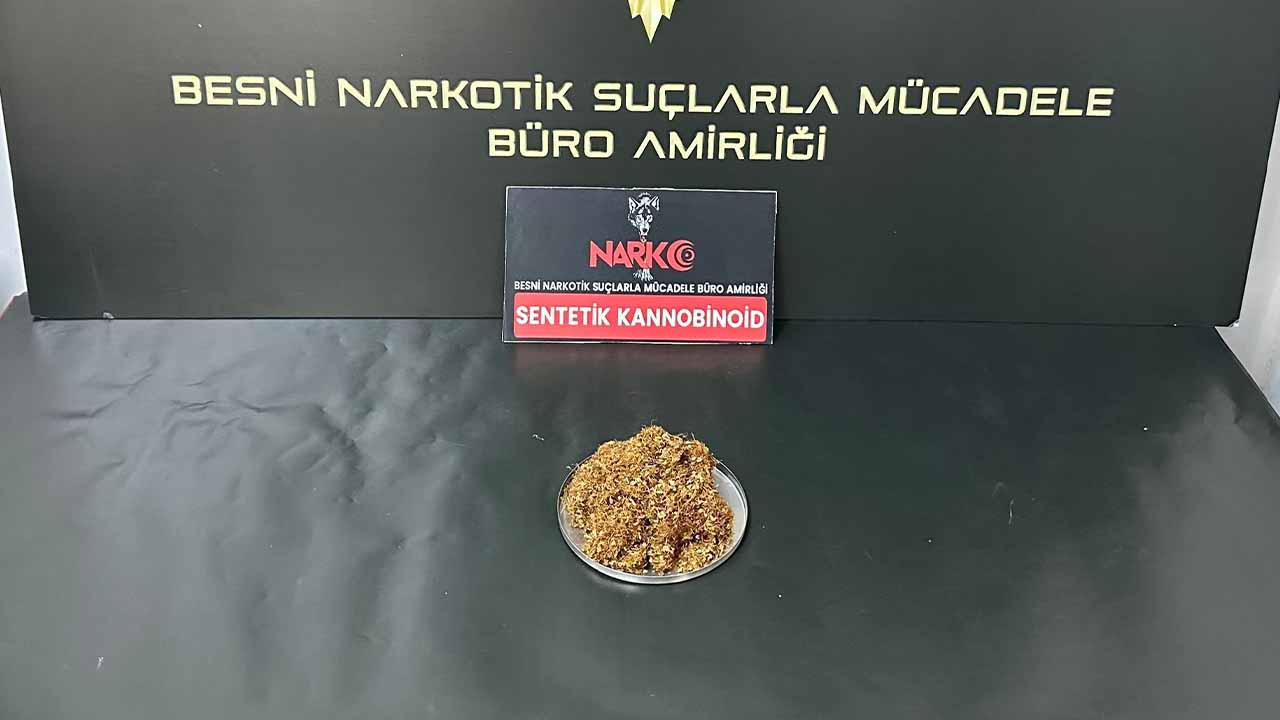 BESNİ NARKOTİK SUÇLARLA MÜCADELE
BÜRO AMİRLİĞİ
NARKO
BESNİ NARKOTİK SUÇLARLA MÜCADELE BÜRO AMİRLİĞİ
SENTETİK KANNOBİNOİD